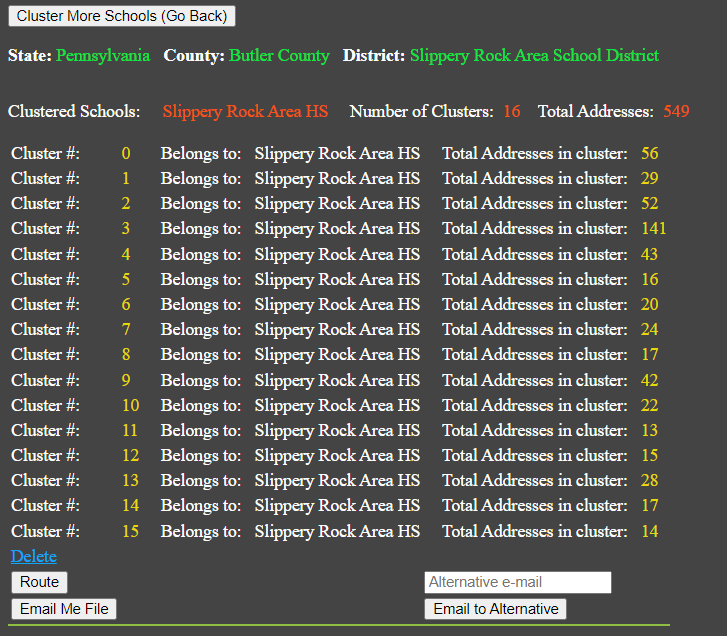 Cluster More Schools (Go Back)
State: Pennsylvania County: Butler County District: Slippery Rock Area School District
Clustered Schools: Slippery Rock Area HS Number of Clusters: 16 Total Addresses: 549
Cluster #: 0 Belongs to: Slippery Rock Area HS Total Addresses in cluster: 56
Cluster #: 1 Belongs to: Slippery Rock Area HS Total Addresses in cluster: 29
Cluster #: 2 Belongs to: Slippery Rock Area HS Total Addresses in cluster: 52
Cluster #: 3 Belongs to: Slippery Rock Area HS Total Addresses in cluster: 141
Cluster #: 4 Belongs to: Slippery Rock Area HS Total Addresses in cluster: 43
Cluster #: 5 Belongs to: Slippery Rock Area HS Total Addresses in cluster: 16
Cluster #: 6 Belongs to: Slippery Rock Area HS Total Addresses in cluster: 20
Cluster #: 7 Belongs to: Slippery Rock Area HS Total Addresses in cluster: 24
Cluster #: 8 Belongs to: Slippery Rock Area HS Total Addresses in cluster: 17
Cluster #: 9 Belongs to: Slippery Rock Area HS Total Addresses in cluster: 42
Cluster #: 10 Belongs to: Slippery Rock Area HS Total Addresses in cluster: 22
Cluster #: 11 Belongs to: Slippery Rock Area HS Total Addresses in cluster: 13
Cluster #: 12 Belongs to: Slippery Rock Area HS Total Addresses in cluster: 15
Cluster #: 13 Belongs to: Slippery Rock Area HS Total Addresses in cluster: 28
Cluster #: 14 Belongs to: Slippery Rock Area HS Total Addresses in cluster: 17
Cluster #: 15 Belongs to: Slippery Rock Area HS Total Addresses in cluster: 14
Delete
Route Alternative e-mail
Email Me File Email to Alternative